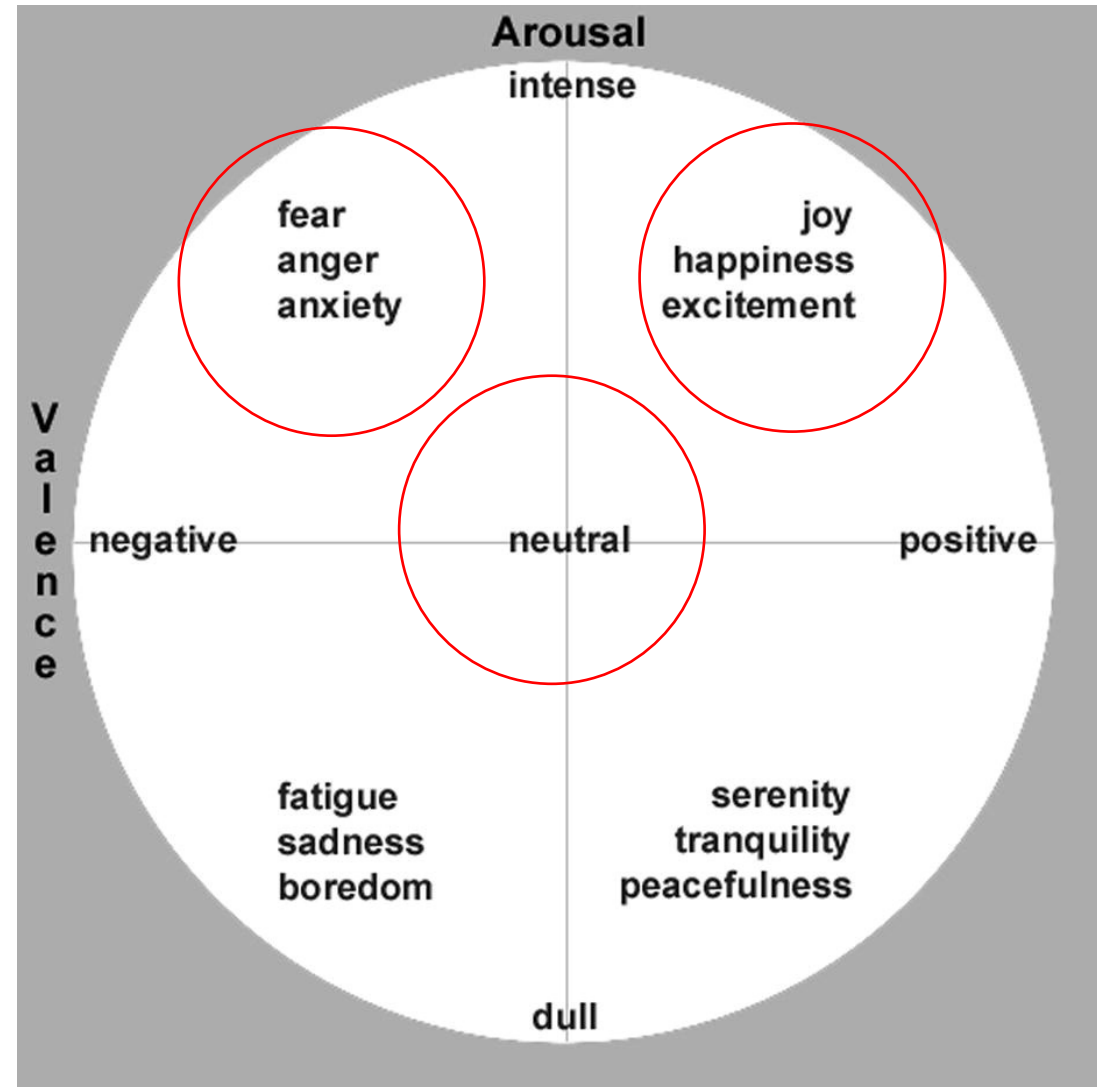 Arousal
intense
fear
anger
anxiety
joy
happiness
excitement
Valence
negative
neutral
positive
fatigue
sadness
boredom
serenity
tranquility
peacefulness
dull